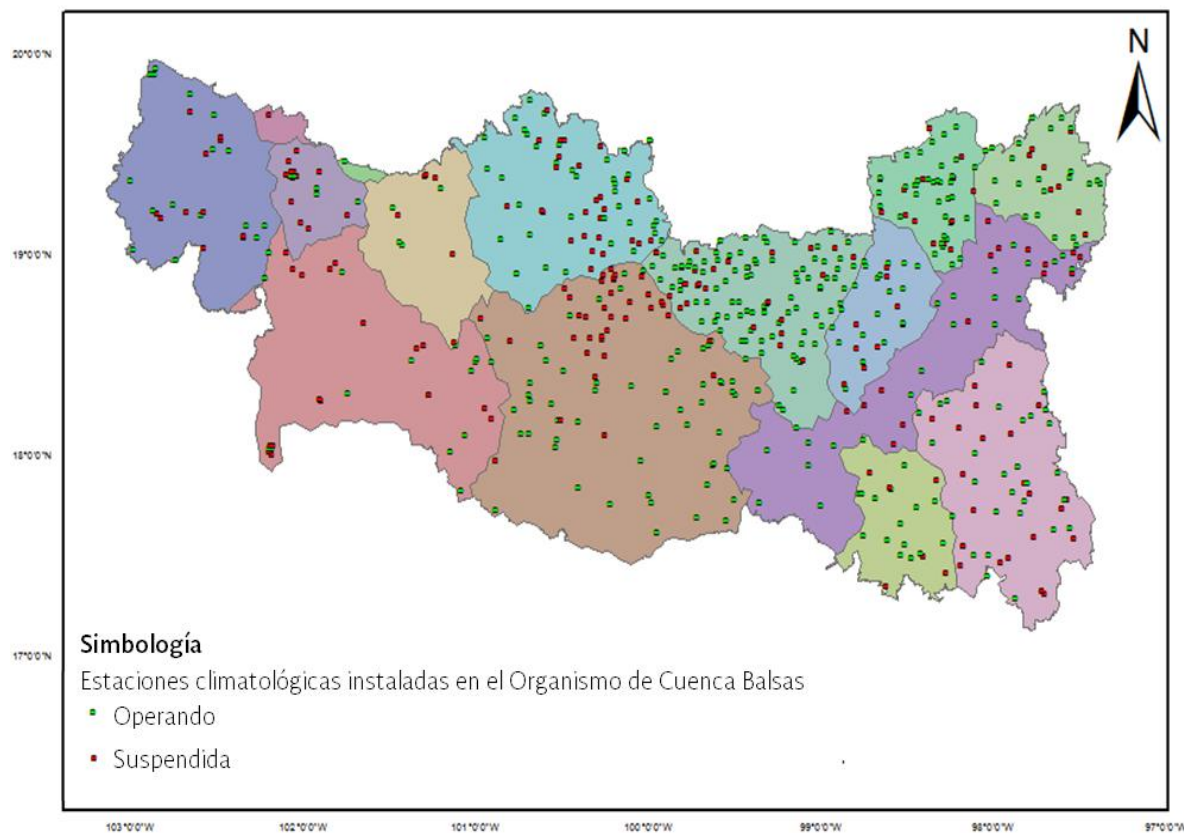 N
20°0'0"N
19°0'0"N
18°0'0"N
17°0'0"N
Simbología
Estaciones climatológicas instaladas en el Organismo de Cuenca Balsas
Operando
Suspendida
103°0'0"W 102°0'0"W 101°0'0"W 100°0'0"W 99°0'0"W 98°0'0"W 97°0'0"W